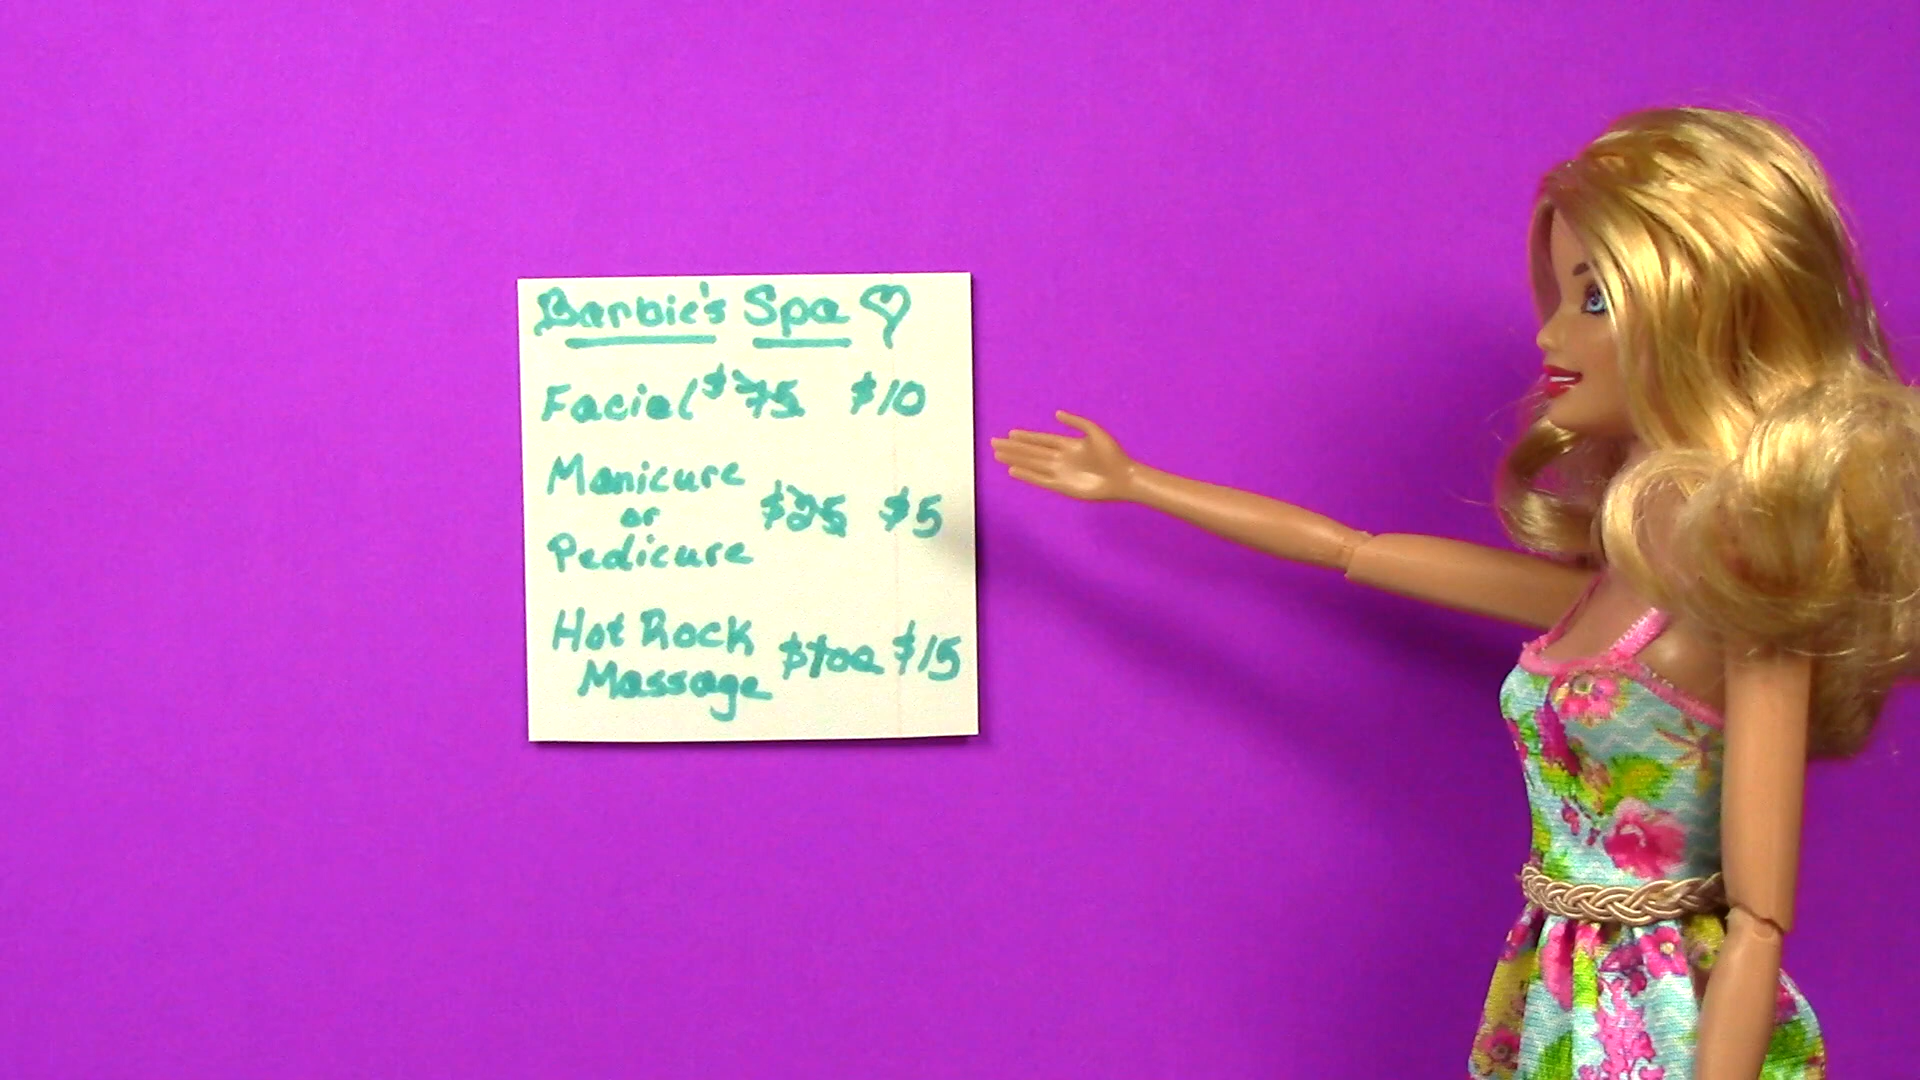 Barbie's Spa
Facial $75 $10
Manicure
or
$25 $5
Pedicure
Hot Rock
$100 $15
Massage